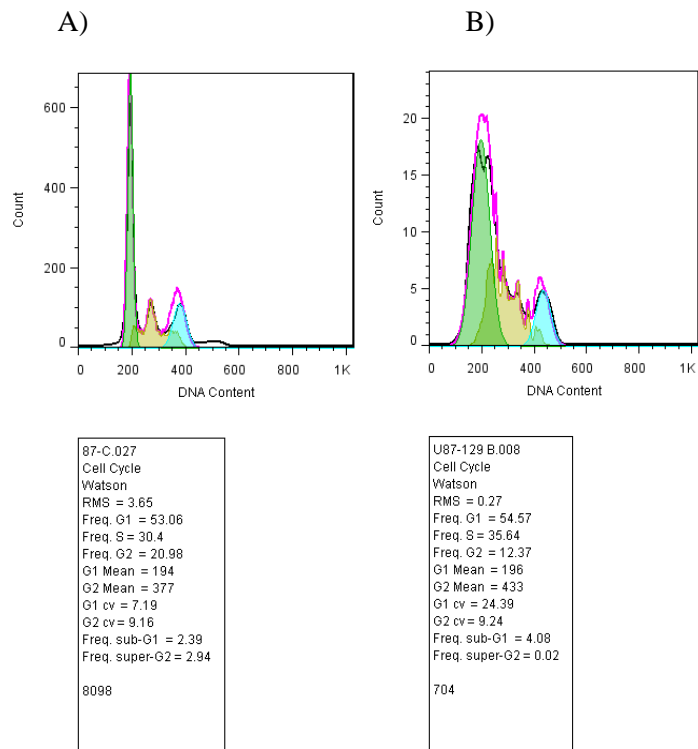 A)
B)
600
400
200
0
Count
0 200 400 600 800 1K
DNA Content
20
15
10
5
0
Count
0 200 400 600 800 1K
DNA Content
87-C.027
Cell Cycle
Watson
RMS = 3.65
Freq. G1 = 53.06
Freq. S = 30.4
Freq. G2 = 20.98
G1 Mean = 194
G2 Mean = 377
G1 cv = 7.19
G2 cv = 9.16
Freq. sub-G1 = 2.39
Freq. super-G2 = 2.94
8098
U87-129 B.008
Cell Cycle
Watson
RMS = 0.27
Freq. G1 = 54.57
Freq. S = 35.64
Freq. G2 = 12.37
G1 Mean = 196
G2 Mean = 433
G1 cv = 24.39
G2 cv = 9.24
Freq. sub-G1 = 4.08
Freq. super-G2 = 0.02
704